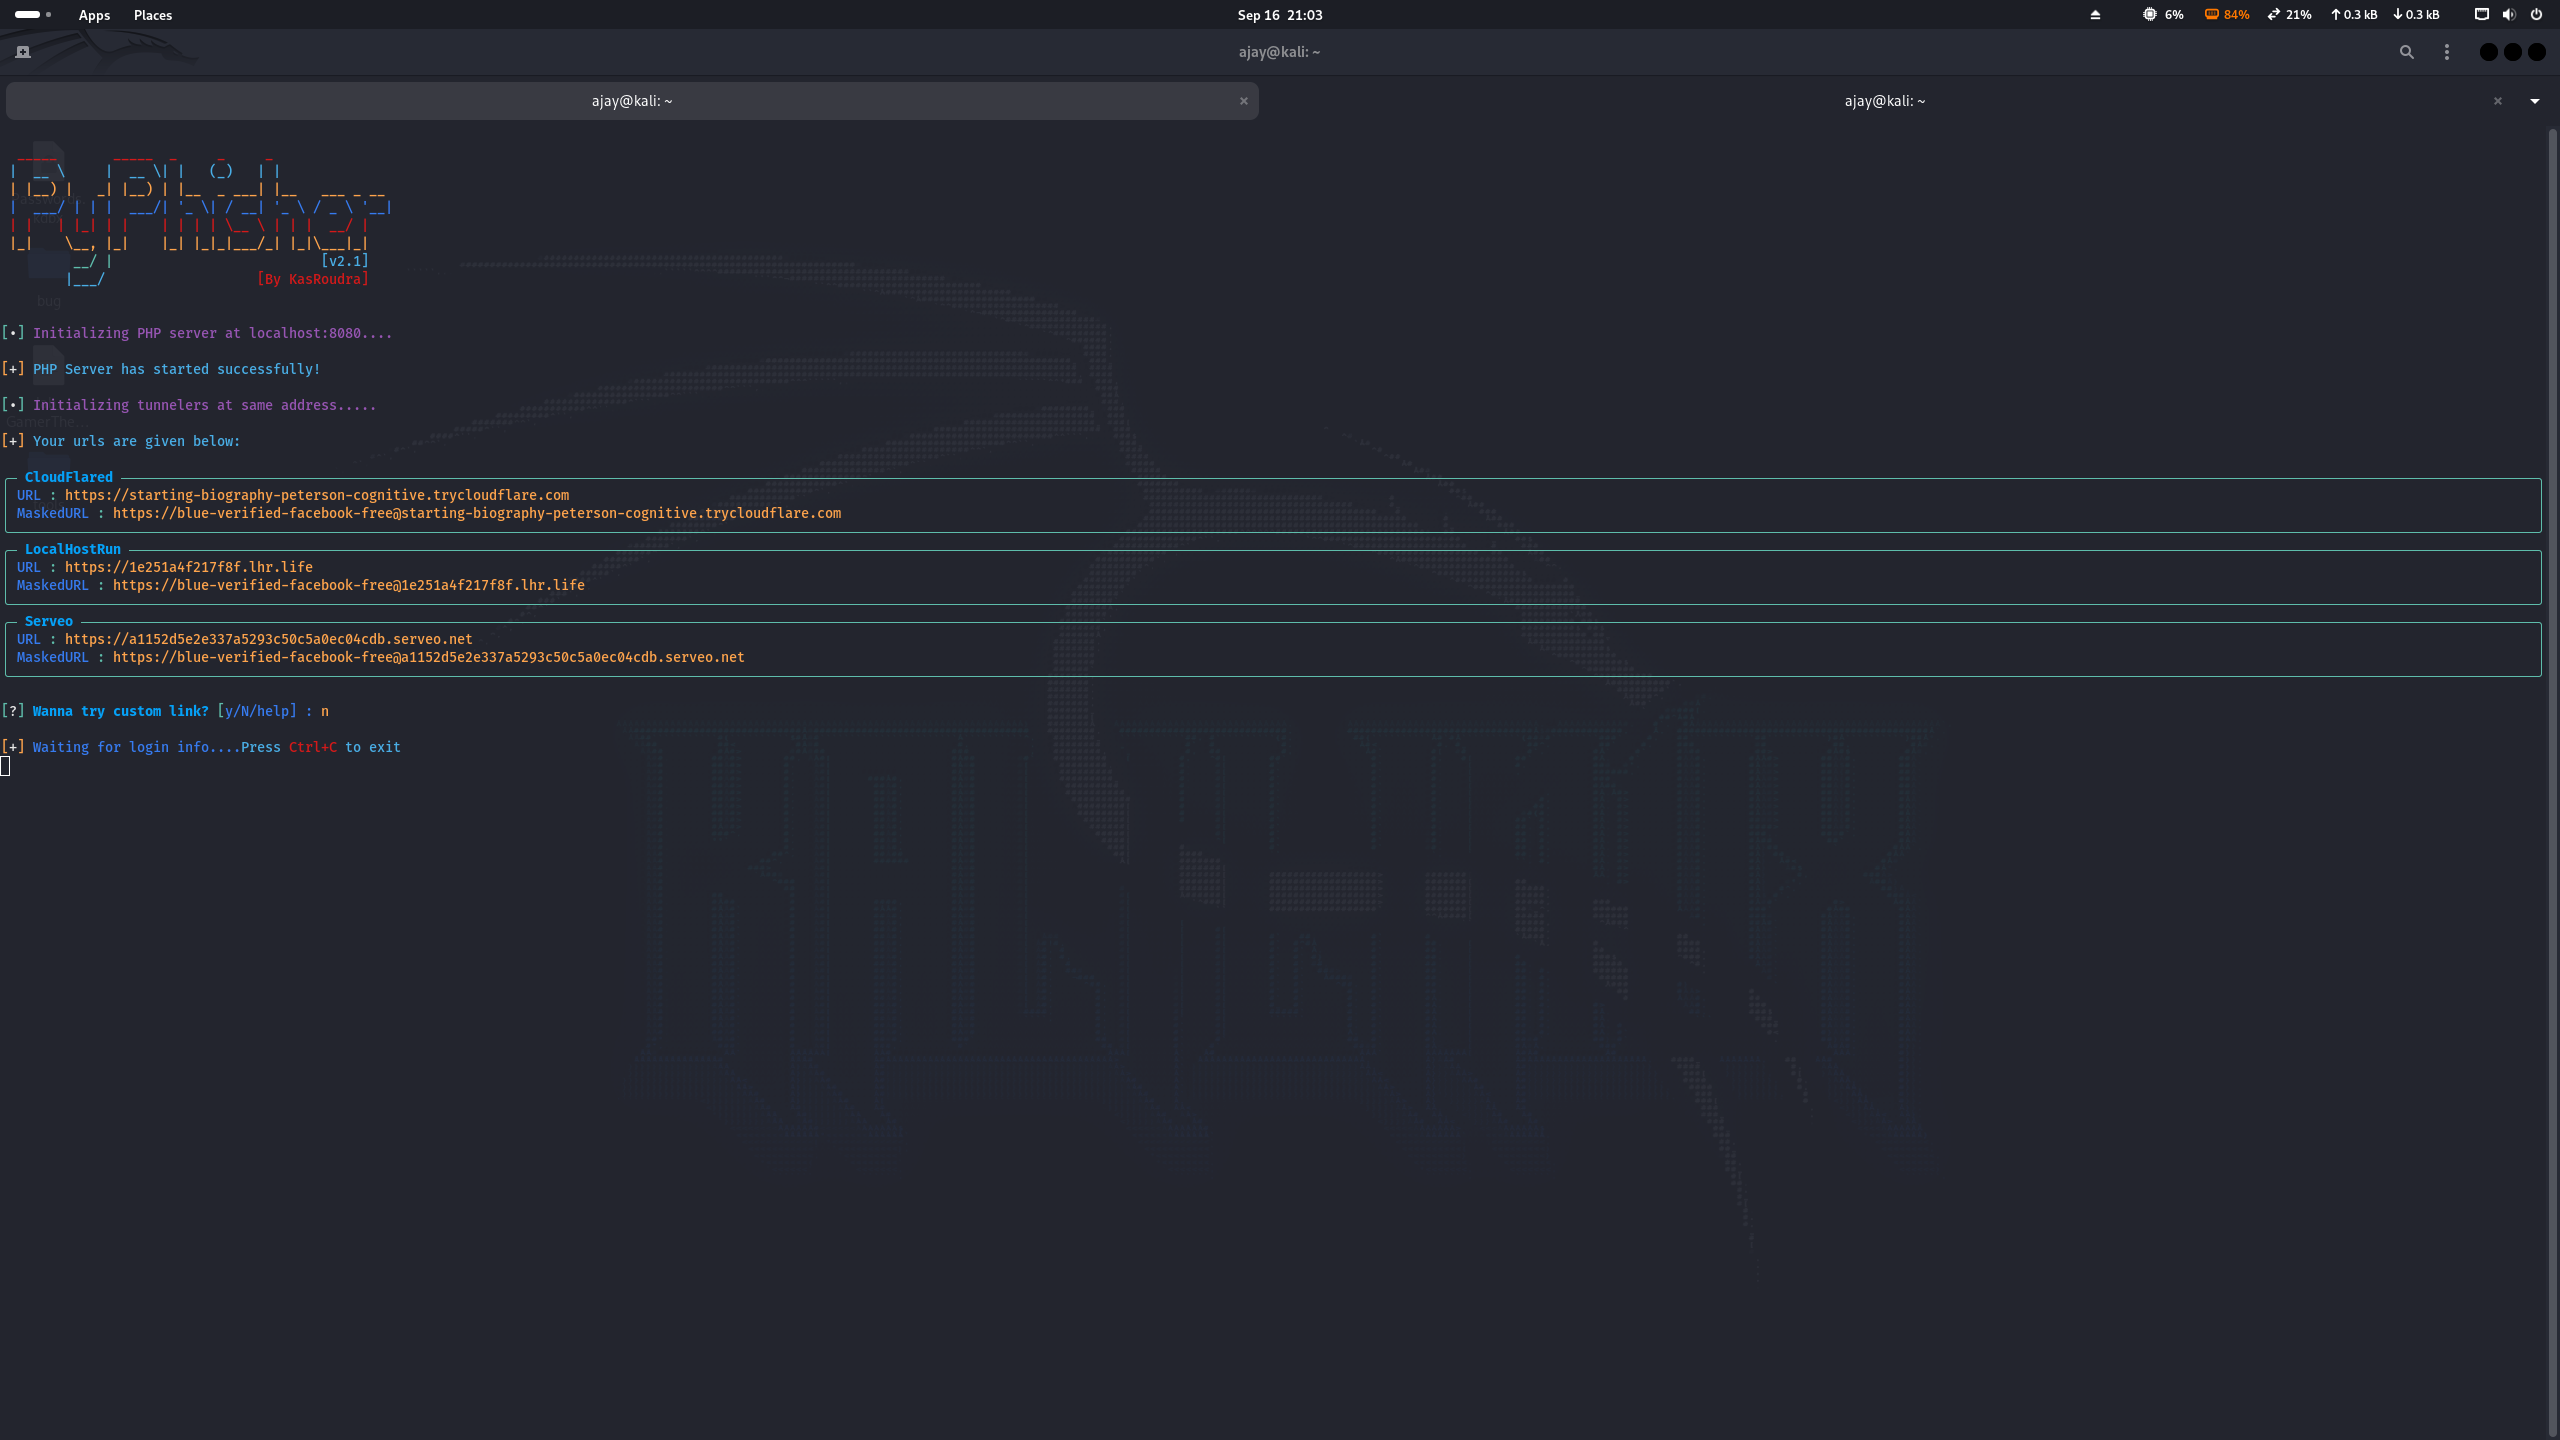 Apps Places Sep 16 21:03 6% 84% 21% 0.3 kB 0.3 kB
ajay@kali: ~
ajay@kali: ~ ajay@kali: ~
PyPhisher
[v2.1]
[By KasRoudra]
bug
[•] Initializing PHP server at localhost:8080....
[+] PHP Server has started successfully!
[•] Initializing tunnelers at same address.....
GamerThe...
[+] Your urls are given below:
CloudFlared
URL : https://starting-biography-peterson-cognitive.trycloudflare.com
MaskedURL : https://blue-verified-facebook-free@starting-biography-peterson-cognitive.trycloudflare.com
LocalHostRun
URL : https://1e251a4f217f8f.lhr.life
MaskedURL : https://blue-verified-facebook-free@1e251a4f217f8f.lhr.life
Serveo
URL : https://a1152d5e2e337a5293c50c5a0ec04cdb.serveo.net
MaskedURL : https://blue-verified-facebook-free@a1152d5e2e337a5293c50c5a0ec04cdb.serveo.net
[?] Wanna try custom link? [y/N/help] : n
[+] Waiting for login info....Press Ctrl+C to exit